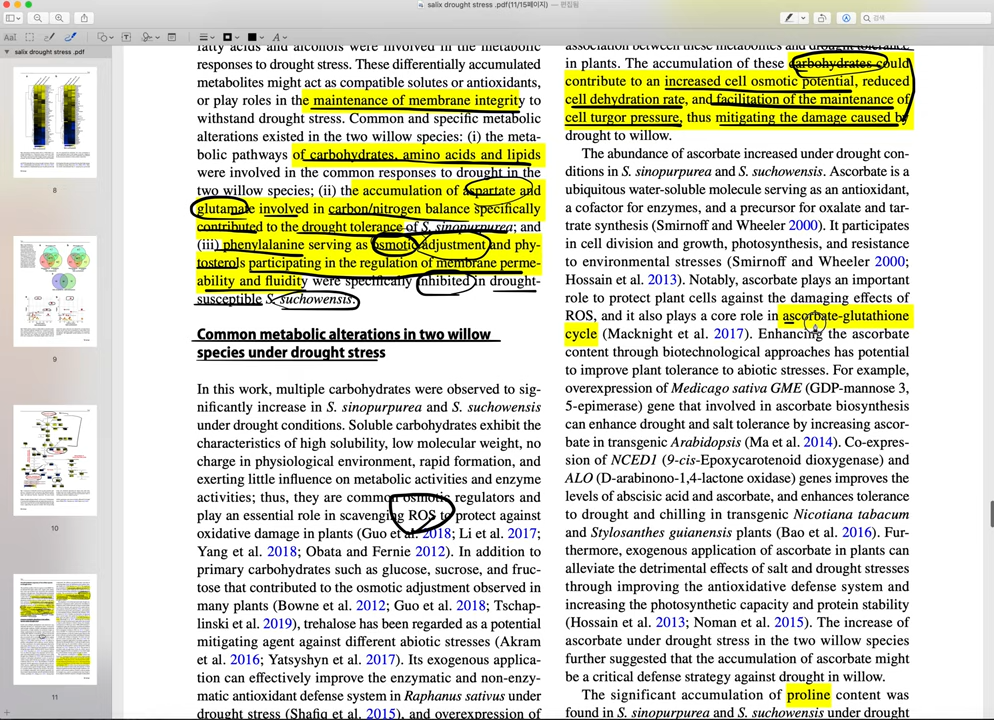 salix drought stress .pdf(11/15페이지) — 편집됨
검색
salix drought stress .pdf
8
9
10
11
fatty acids and alcohols were involved in the metabolic
responses to drought stress. These differentially accumulated
metabolites might act as compatible solutes or antioxidants,
or play roles in the maintenance of membrane integrity to
withstand drought stress. Common and specific metabolic
alterations existed in the two willow species: (i) the meta-
bolic pathways of carbohydrates, amino acids and lipids
were involved in the common responses to drought in the
two willow species; (ii) the accumulation of aspartate and
glutamate involved in carbon/nitrogen balance specifically
contributed to the drought tolerance of S. sinopurpurea; and
(iii) phenylalanine serving as osmotic adjustment and phy-
tosterols participating in the regulation of membrane perme-
ability and fluidity were specifically inhibited in drought-
susceptible S. suchowensis.
Common metabolic alterations in two willow
species under drought stress
In this work, multiple carbohydrates were observed to sig-
nificantly increase in S. sinopurpurea and S. suchowensis
under drought conditions. Soluble carbohydrates exhibit the
characteristics of high solubility, low molecular weight, no
charge in physiological environment, rapid formation, and
exerting little influence on metabolic activities and enzyme
activities; thus, they are common osmotic regulators and
play an essential role in scavenging ROS to protect against
oxidative damage in plants (Guo et al. 2018; Li et al. 2017;
Yang et al. 2018; Obata and Fernie 2012). In addition to
primary carbohydrates such as glucose, sucrose, and fruc-
tose that contributed to the osmotic adjustment observed in
many plants (Bowne et al. 2012; Guo et al. 2018; Tschap-
linski et al. 2019), trehalose has been regarded as a potential
mitigating agent against different abiotic stresses (Akram
et al. 2016; Yatsyshyn et al. 2017). Its exogenous applica-
tion can effectively improve the enzymatic and non-enzy-
matic antioxidant defense system in Raphanus sativus under
drought stress (Shafiq et al. 2015), and overexpression of
association between these metabolites and drought tolerance
in plants. The accumulation of these carbohydrates could
contribute to an increased cell osmotic potential, reduced
cell dehydration rate, and facilitation of the maintenance of
cell turgor pressure, thus mitigating the damage caused by
drought to willow.
The abundance of ascorbate increased under drought con-
ditions in S. sinopurpurea and S. suchowensis. Ascorbate is a
ubiquitous water-soluble molecule serving as an antioxidant,
a cofactor for enzymes, and a precursor for oxalate and tar-
trate synthesis (Smirnoff and Wheeler 2000). It participates
in cell division and growth, photosynthesis, and resistance
to environmental stresses (Smirnoff and Wheeler 2000;
Hossain et al. 2013). Notably, ascorbate plays an important
role to protect plant cells against the damaging effects of
ROS, and it also plays a core role in ascorbate-glutathione
cycle (Macknight et al. 2017). Enhancing the ascorbate
content through biotechnological approaches has potential
to improve plant tolerance to abiotic stresses. For example,
overexpression of Medicago sativa GME (GDP-mannose 3,
5-epimerase) gene that involved in ascorbate biosynthesis
can enhance drought and salt tolerance by increasing ascor-
bate in transgenic Arabidopsis (Ma et al. 2014). Co-expres-
sion of NCED1 (9-cis-Epoxycarotenoid dioxygenase) and
ALO (D-arabinono-1,4-lactone oxidase) genes improves the
levels of abscisic acid and ascorbate, and enhances tolerance
to drought and chilling in transgenic Nicotiana tabacum
and Stylosanthes guianensis plants (Bao et al. 2016). Fur-
thermore, exogenous application of ascorbate in plants can
alleviate the detrimental effects of salt and drought stresses
through improving the antioxidative defense system and
increasing the photosynthetic capacity and protein stability
(Hossain et al. 2013; Noman et al. 2015). The increase of
ascorbate under drought stress in the two willow species
further suggested that the accumulation of ascorbate might
be a critical defense strategy against drought in willow.
The significant accumulation of proline content was
found in S. sinopurpurea and S. suchowensis under drought